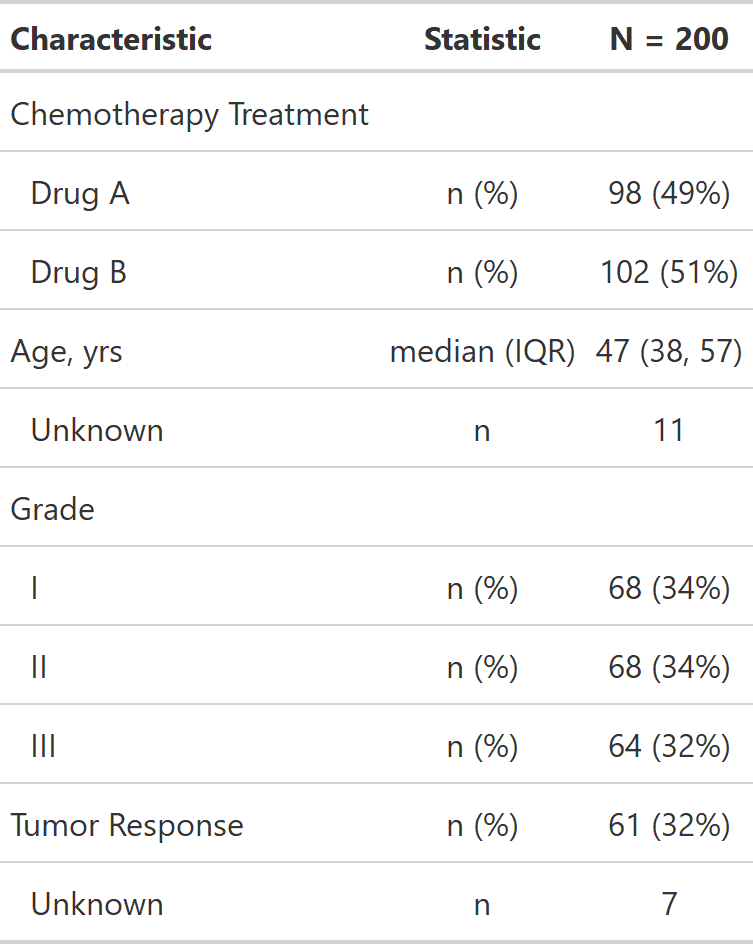 Characteristic Statistic N = 200
Chemotherapy Treatment
Drug A n (%) 98 (49%)
Drug B n (%) 102 (51%)
Age, yrs median (IQR) 47 (38, 57)
Unknown n 11
Grade
I n (%) 68 (34%)
II n (%) 68 (34%)
III n (%) 64 (32%)
Tumor Response n (%) 61 (32%)
Unknown n 7